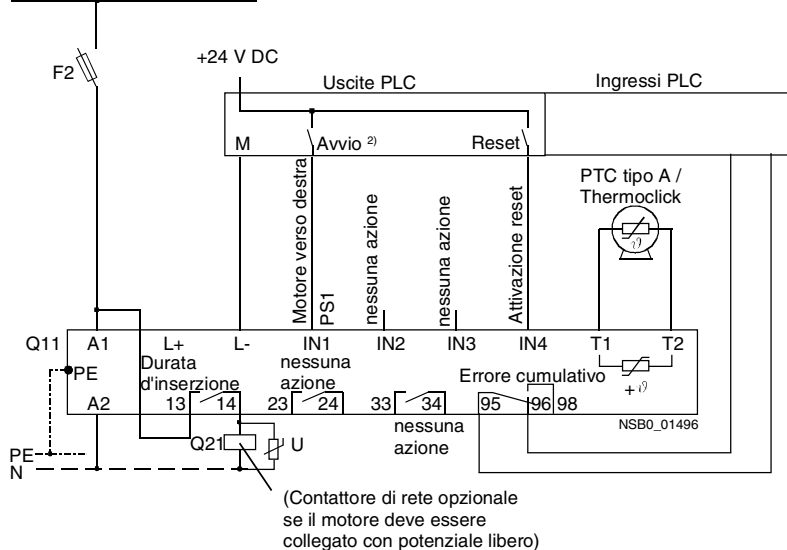 +24 V DC
F2
Uscite PLC
Ingressi PLC
M
Avvio 2)
Reset
PTC tipo A /
Thermoclick
ϑ
Motore verso destra
PS1
nessuna azione
nessuna azione
Attivazione reset
Q11
A1
L+
L-
IN1
IN2
IN3
IN4
T1
T2
PE
Durata
d'inserzione
nessuna
azione
Errore cumulativo
+ϑ
A2
13
14
23
24
33
34
95
96
98
NSB0_01496
nessuna
azione
Q21
U
PE
N
(Contattore di rete opzionale
se il motore deve essere
collegato con potenziale libero)